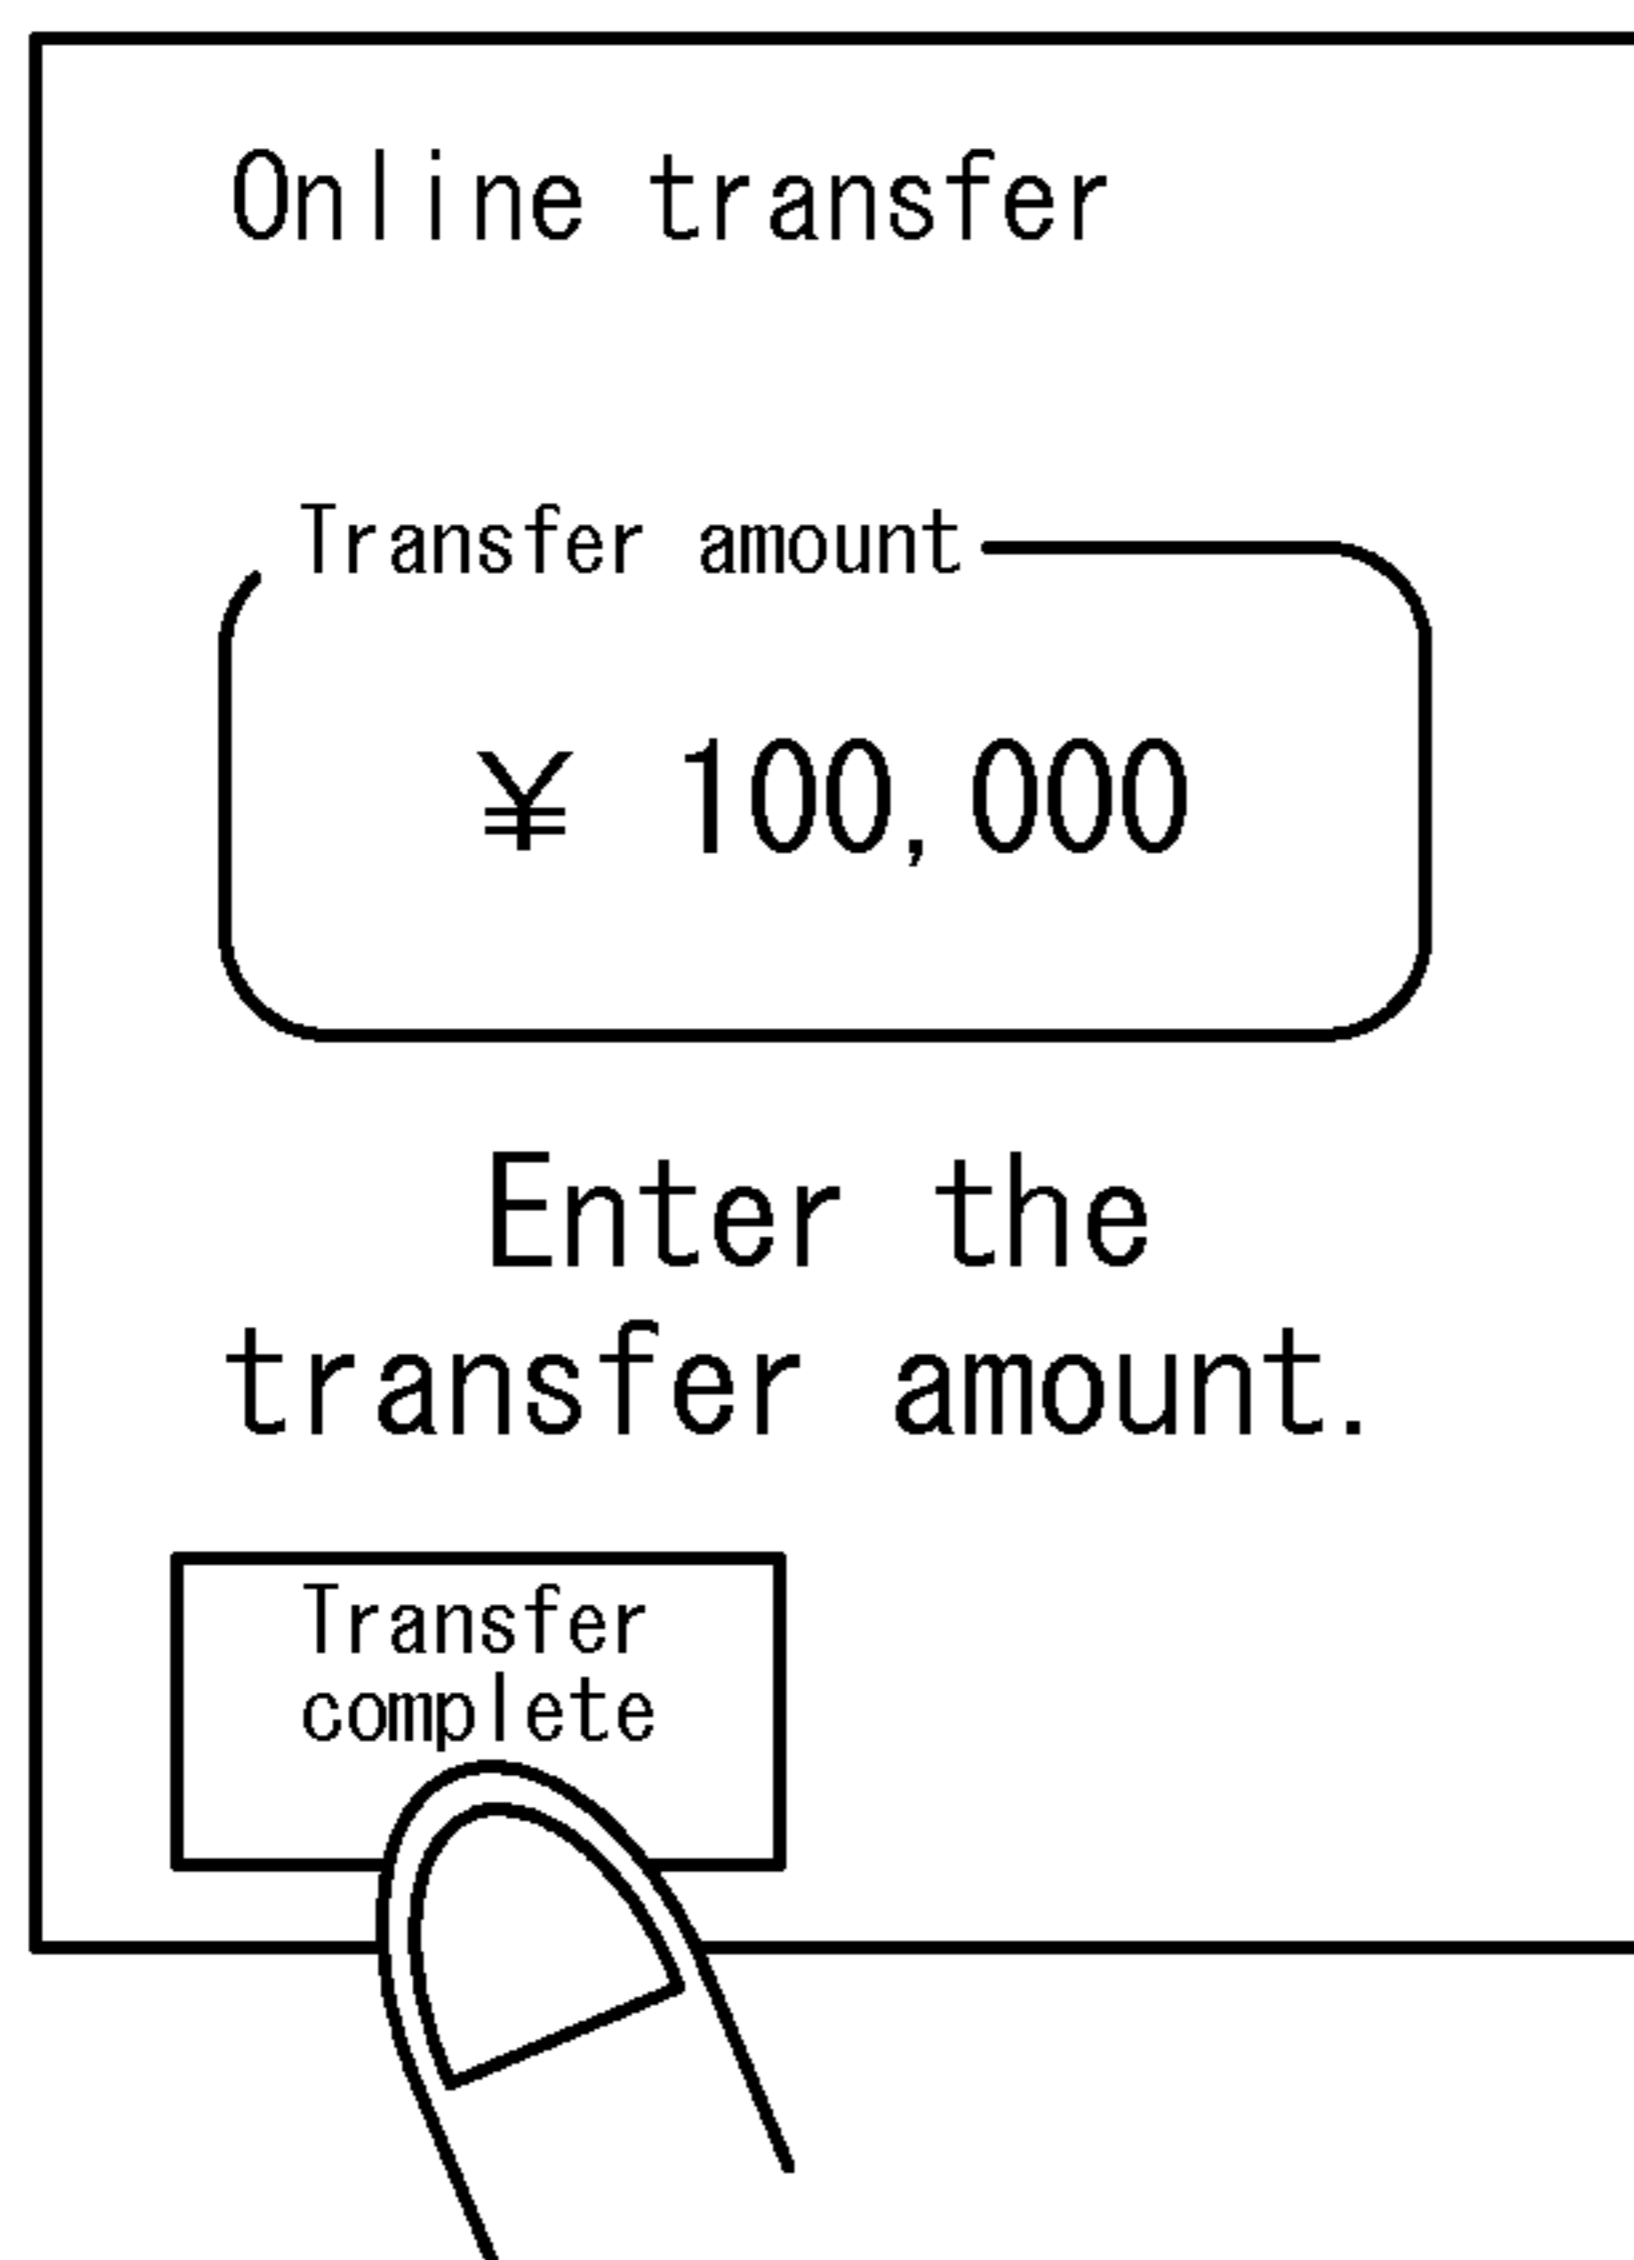 Online transfer
Transfer amount
¥ 100,000
Enter the
transfer amount.
Transfer
complete